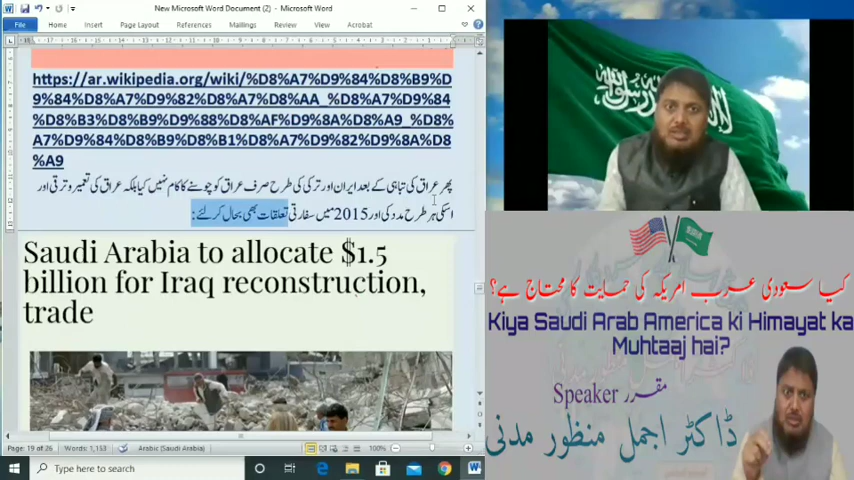 New Microsoft Word Document (2) - Microsoft Word
File Home Insert Page Layout References Mailings Review View Acrobat
https://ar.wikipedia.org/wiki/%D8%A7%D9%84%D8%B9%D
9%84%D8%A7%D9%82%D8%A7%D8%AA_%D8%A7%D9%84
%D8%B3%D8%B9%D9%88%D8%AF%D9%8A%D8%A9_%D8%
A7%D9%84%D8%B9%D8%B1%D8%A7%D9%82%D9%8A%D8
%A9
پھر عراق کی تباہی کے بعد ایران اور ترکی کی طرح صرف عراق کو چوسنے کا کام نہیں کیا بلکہ عراق کی تعمیر و ترقی اور
اسکی ہر طرح مدد کی اور 2015 میں سفارتی تعلقات بھی بحال کر لئے :
Saudi Arabia to allocate $1.5
billion for Iraq reconstruction,
trade
Page: 19 of 26 Words: 1,153 Arabic (Saudi Arabia) 100%
Type here to search
کیا سعودی عرب امریکہ کی حمایت کا محتاج ہے؟
Kiya Saudi Arab America ki Himayat ka
Muhtaaj hai?
Speaker مقرر
ڈاکٹر اجمل منظور مدنی